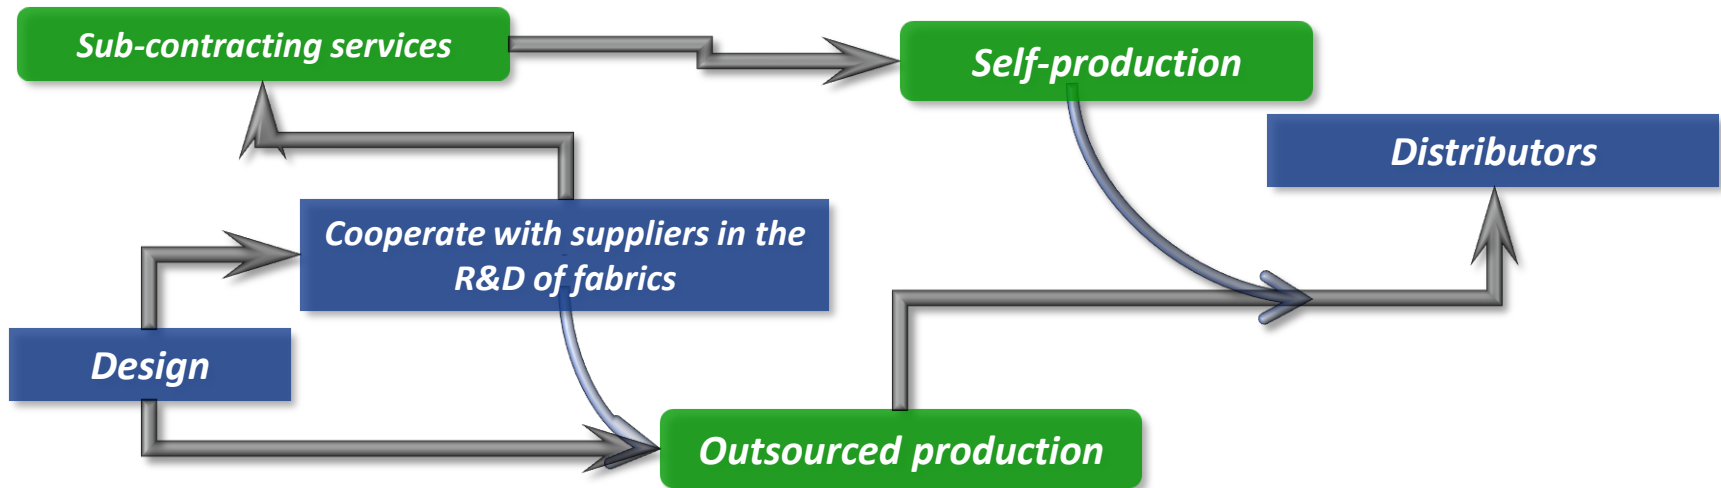 Sub-contracting services
Self-production
Distributors
Cooperate with suppliers in the
R&D of fabrics
Design
Outsourced production